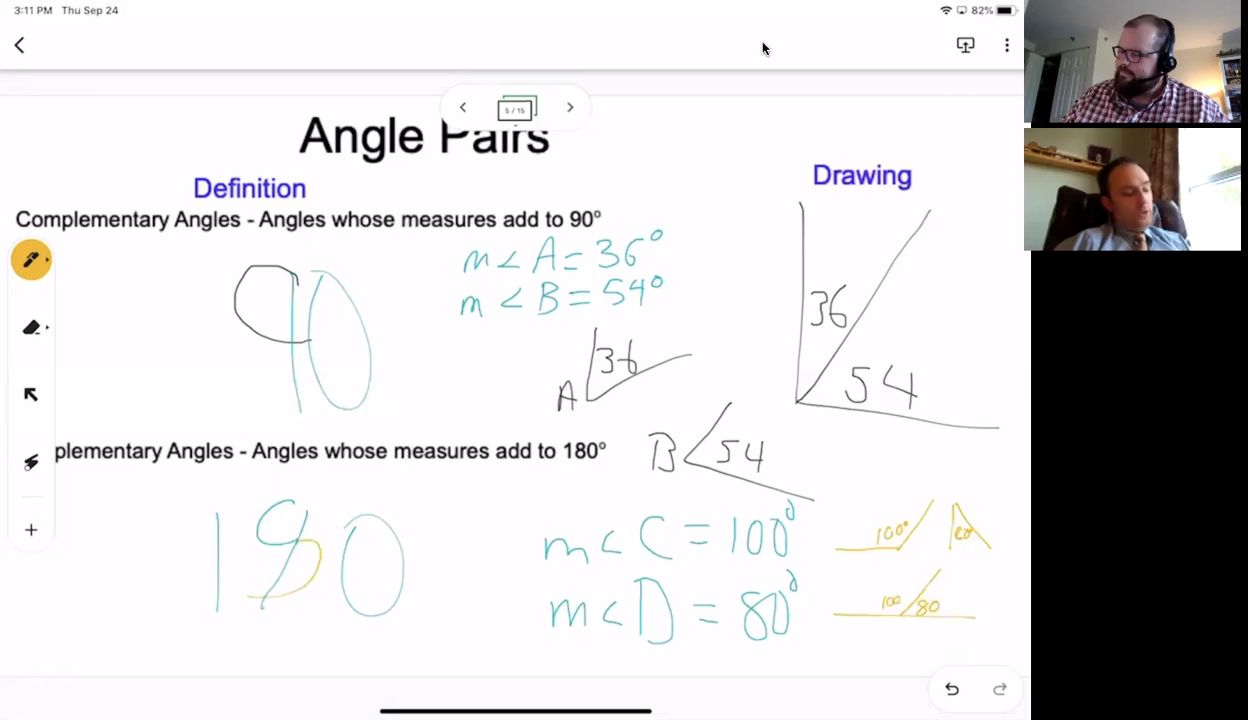 3:11 PM Thu Sep 24
82%
5 / 15
Angle Pairs
Definition
Drawing
Complementary Angles - Angles whose measures add to 90°
90
m < A = 36°
m < B = 54°
36
54
A 36
B 54
plementary Angles - Angles whose measures add to 180°
180
m < C = 100°
m < D = 80°
100°
100 80